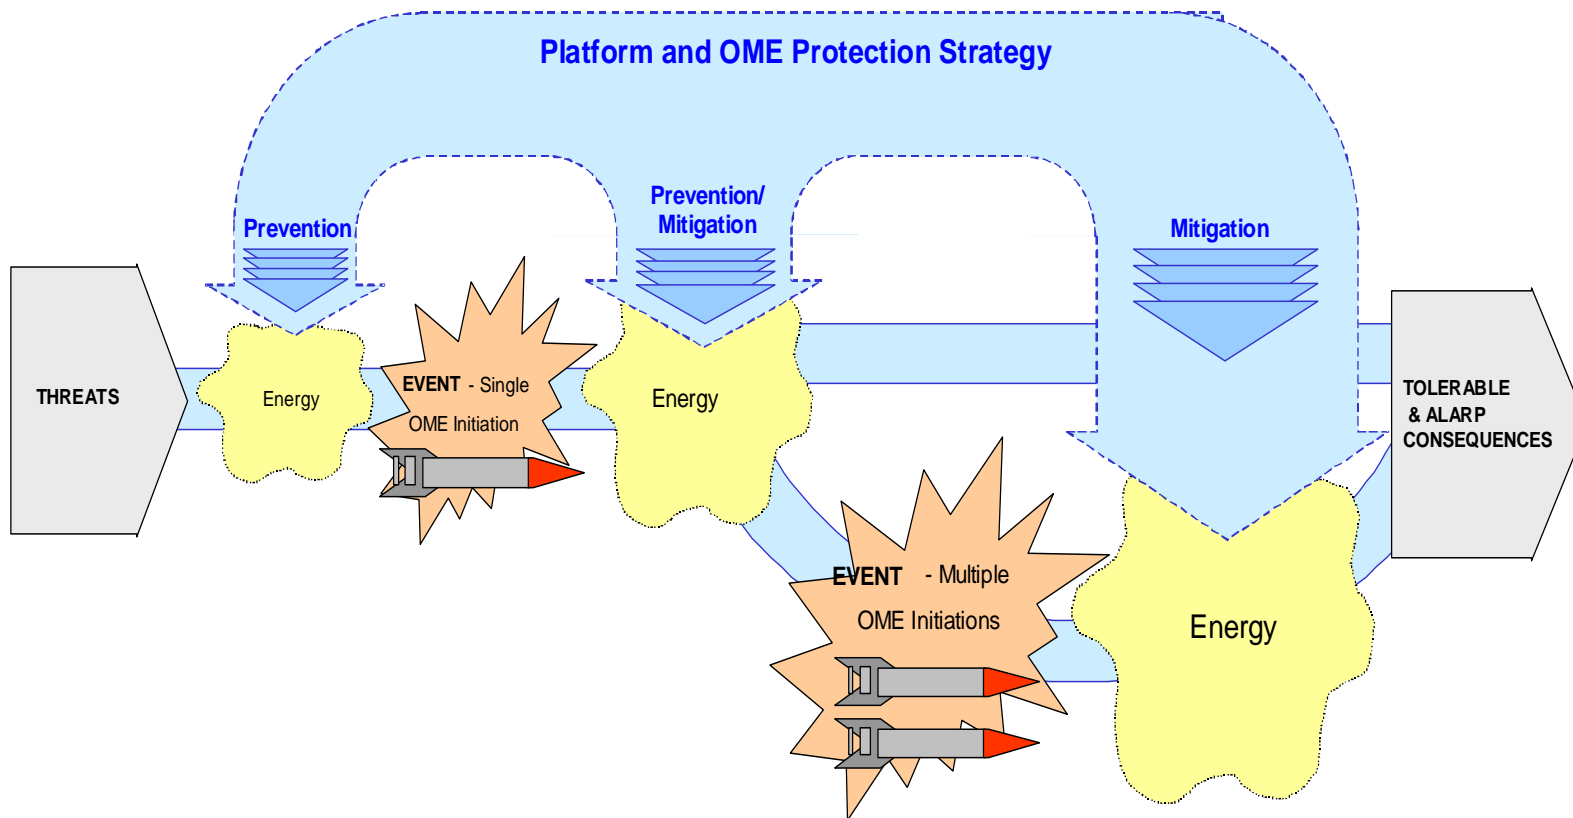 Platform and OME Protection Strategy
Prevention
Prevention/
Mitigation
Mitigation
THREATS
Energy
EVENT - Single
OME Initiation
Energy
TOLERABLE
& ALARP
CONSEQUENCES
EVENT - Multiple
OME Initiations
Energy